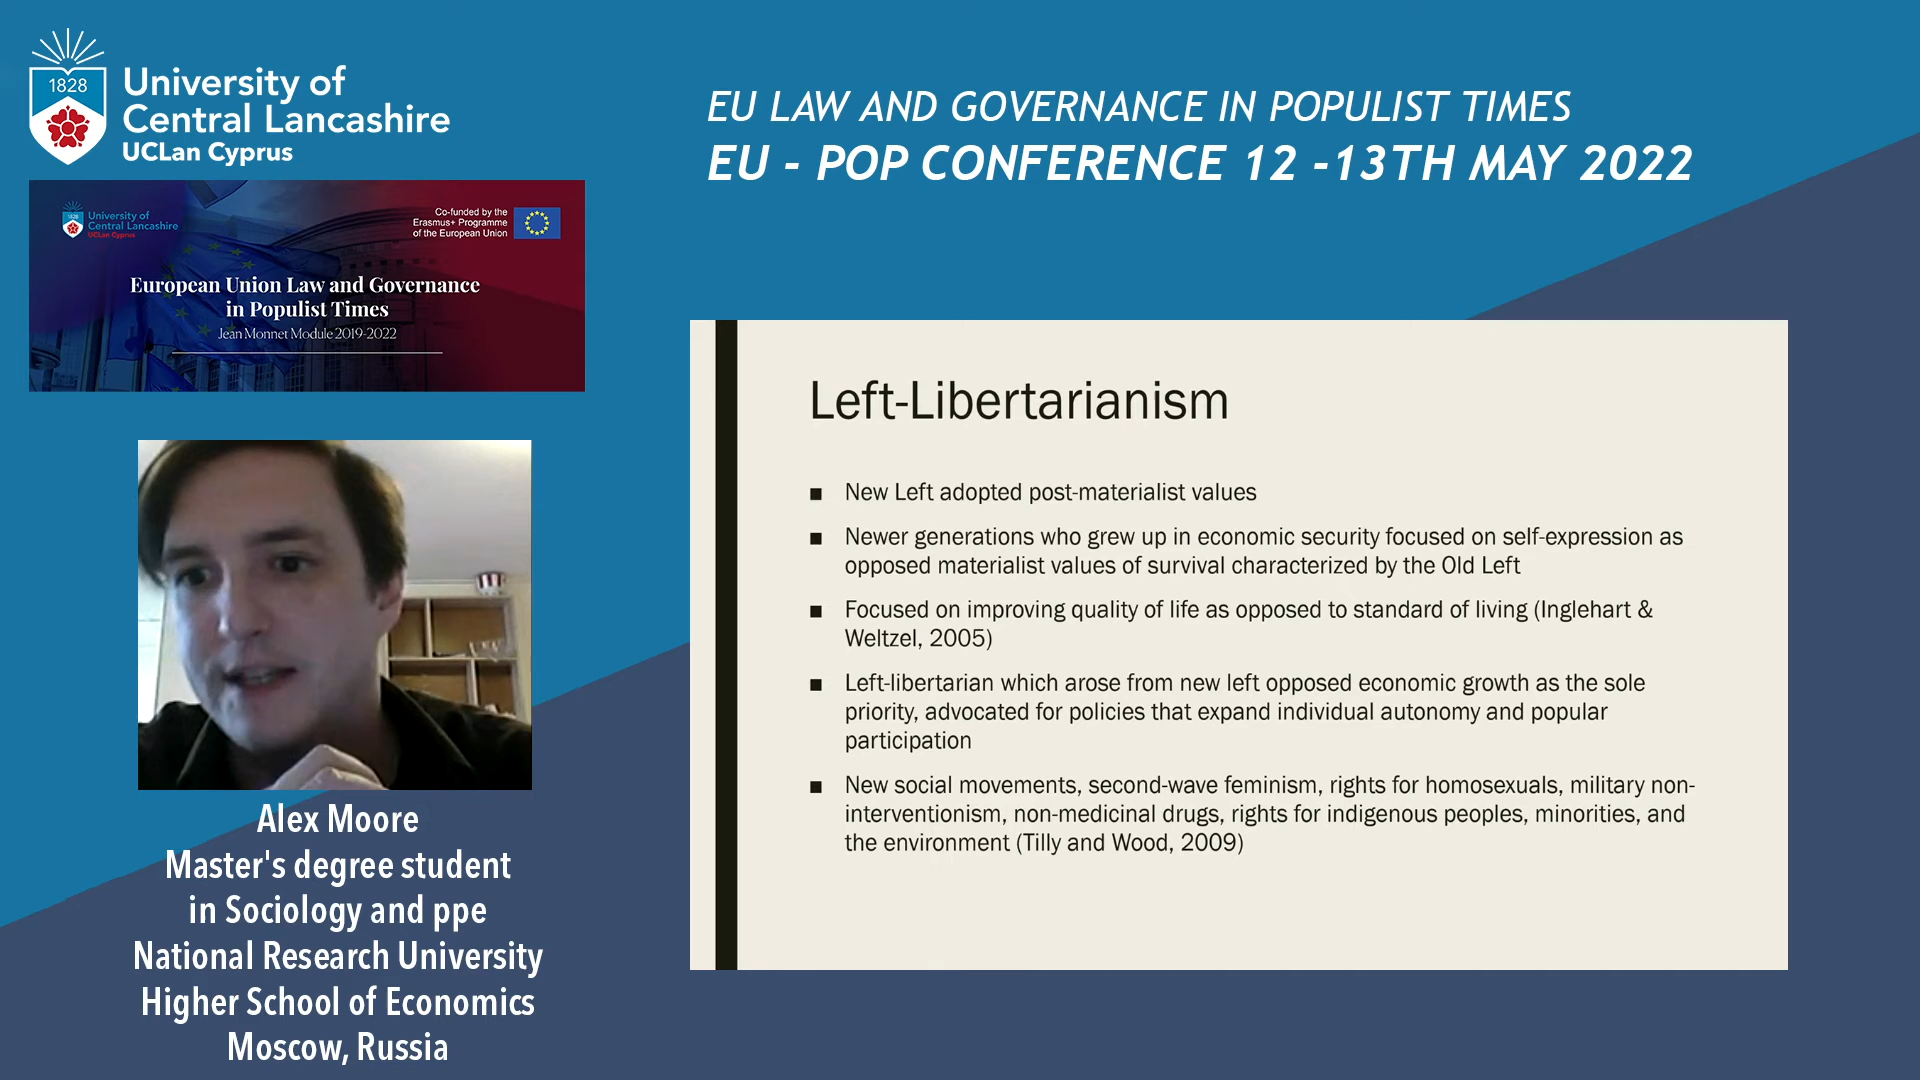 1828
University of
Central Lancashire
UCLan Cyprus
EU LAW AND GOVERNANCE IN POPULIST TIMES
EU - POP CONFERENCE 12 -13TH MAY 2022
1828
University of
Central Lancashire
UCLan Cyprus
Co-funded by the
Erasmus+ Programme
of the European Union
European Union Law and Governance
in Populist Times
Jean Monnet Module 2019-2022
Left-Libertarianism
■ New Left adopted post-materialist values
■ Newer generations who grew up in economic security focused on self-expression as
opposed materialist values of survival characterized by the Old Left
■ Focused on improving quality of life as opposed to standard of living (Inglehart &
Weltzel, 2005)
■ Left-libertarian which arose from new left opposed economic growth as the sole
priority, advocated for policies that expand individual autonomy and popular
participation
■ New social movements, second-wave feminism, rights for homosexuals, military non-
interventionism, non-medicinal drugs, rights for indigenous peoples, minorities, and
the environment (Tilly and Wood, 2009)
Alex Moore
Master's degree student
in Sociology and ppe
National Research University
Higher School of Economics
Moscow, Russia